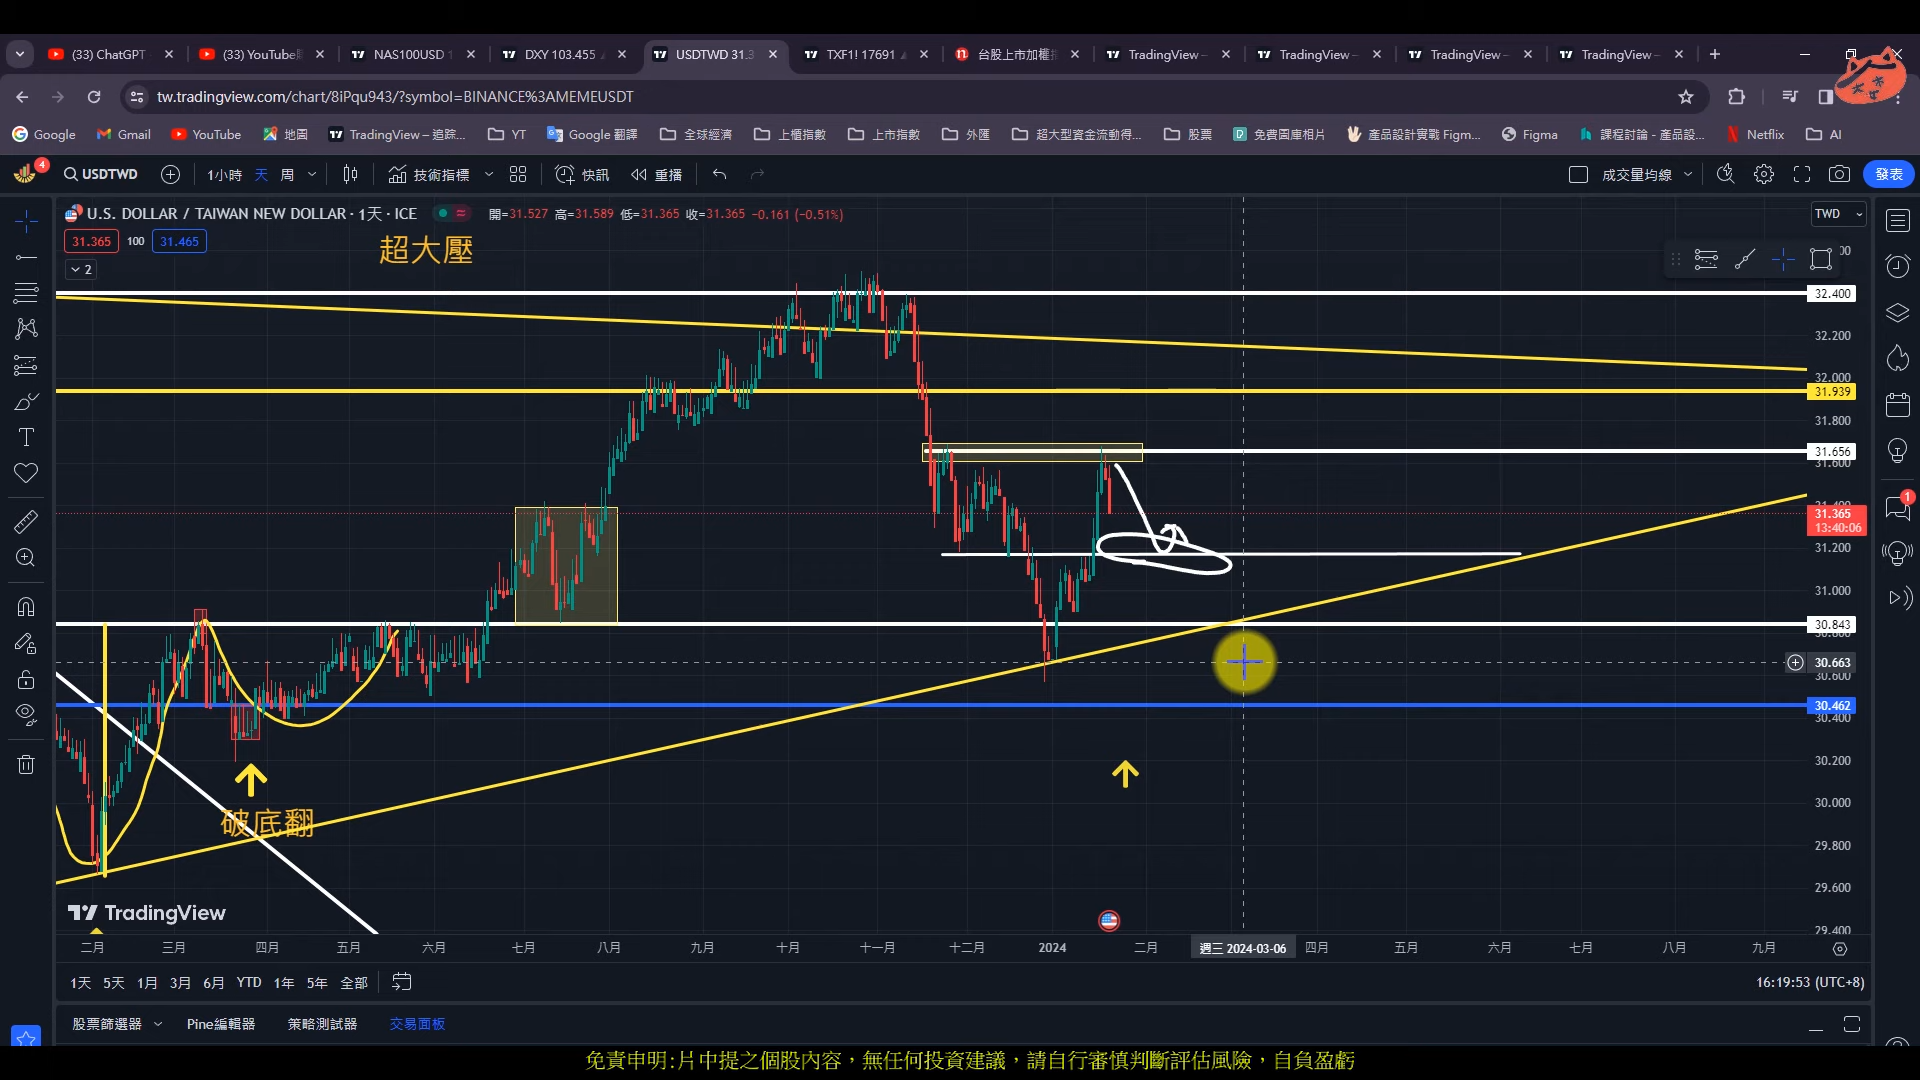 (33) ChatGPT
(33) YouTube
NAS100USD 1
DXY 103.455
USDTWD 31.3
TXF1! 17691
台股上市加權指
TradingView –
TradingView –
TradingView –
TradingView –
tw.tradingview.com/chart/8iPqu943/?symbol=BINANCE%3AMEMEUSDT
Google
Gmail
YouTube
地圖
TradingView – 追踪...
YT
Google 翻譯
全球經濟
上櫃指數
上市指數
外匯
超大型資金流動得...
股票
免費圖庫相片
產品設計實戰 Figm...
Figma
課程討論 - 產品設...
Netflix
AI
4
USDTWD
1小時
天
周
技術指標
快訊
重播
成交量均線
發表
U.S. DOLLAR / TAIWAN NEW DOLLAR · 1天 · ICE
開=31.527 高=31.589 低=31.365 收=31.365 -0.161 (-0.51%)
TWD
31.365
100
31.465
超大壓
2
32.400
32.200
32.000
31.939
31.800
31.656
31.600
31.400
31.365
13:40:06
31.200
31.000
30.843
30.800
30.663
30.600
30.462
30.400
30.200
30.000
29.800
29.600
29.400
1
破底翻
TradingView
二月
三月
四月
五月
六月
七月
八月
九月
十月
十一月
十二月
2024
二月
週三 2024-03-06
四月
五月
六月
七月
八月
九月
1天
5天
1月
3月
6月
YTD
1年
5年
全部
16:19:53 (UTC+8)
股票篩選器
Pine編輯器
策略測試器
交易面板
免責申明:片中提之個股內容,無任何投資建議,請自行審慎判斷評估風險,自負盈虧